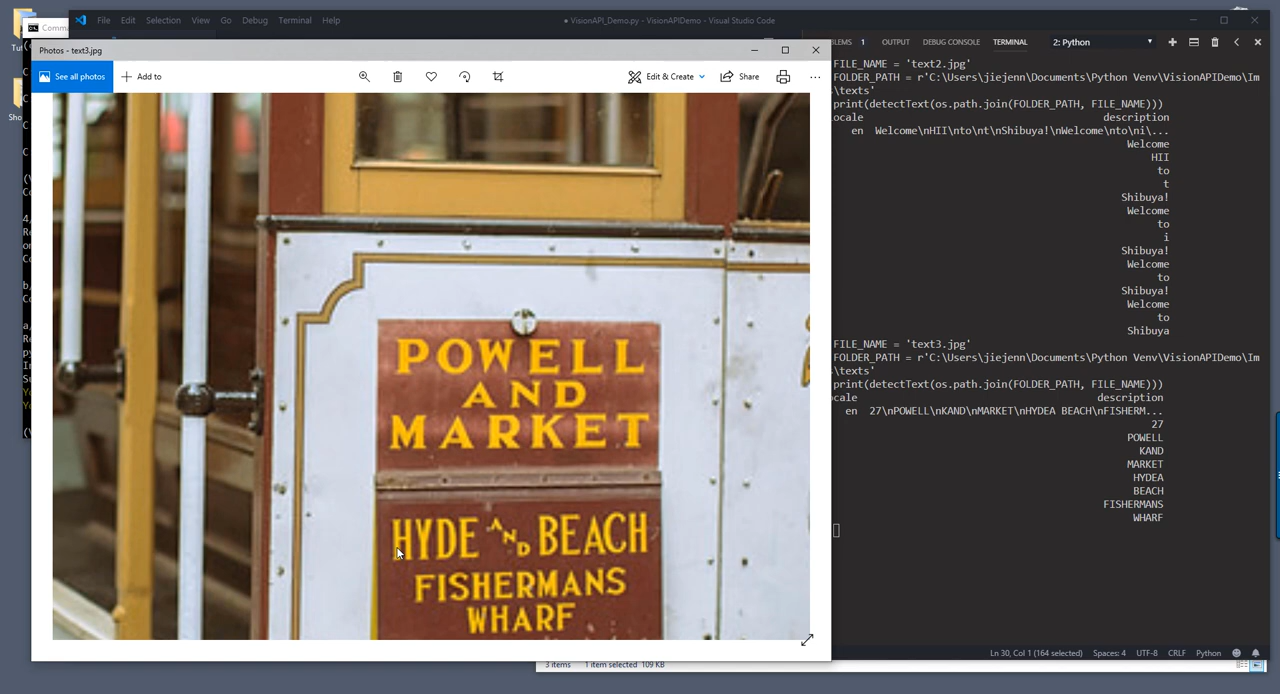 File Edit Selection View Go Debug Terminal Help
● VisionAPI_Demo.py - VisionAPIDemo - Visual Studio Code
Photos - text3.jpg
See all photos
Add to
Edit & Create
Share
POWELL
AND
MARKET
HYDE AND BEACH
FISHERMANS
WHARF
1
OUTPUT
DEBUG CONSOLE
TERMINAL
2: Python
FILE_NAME = 'text2.jpg'
FOLDER_PATH = r'C:\Users\jiejenn\Documents\Python Venv\VisionAPIDemo\Im
\texts'
print(detectText(os.path.join(FOLDER_PATH, FILE_NAME)))
description
en Welcome\nHII\nto\nt\nShibuya!\nWelcome\nto\ni\...
Welcome
HII
to
t
Shibuya!
Welcome
to
i
Shibuya!
Welcome
to
Shibuya!
Welcome
to
Shibuya
FILE_NAME = 'text3.jpg'
FOLDER_PATH = r'C:\Users\jiejenn\Documents\Python Venv\VisionAPIDemo\Im
\texts'
print(detectText(os.path.join(FOLDER_PATH, FILE_NAME)))
description
en 27\nPOWELL\nKAND\nMARKET\nHYDEA BEACH\nFISHERM...
27
POWELL
KAND
MARKET
HYDEA
BEACH
FISHERMANS
WHARF
Ln 30, Col 1 (164 selected) Spaces: 4 UTF-8 CRLF Python
3 items 1 item selected 109 KB